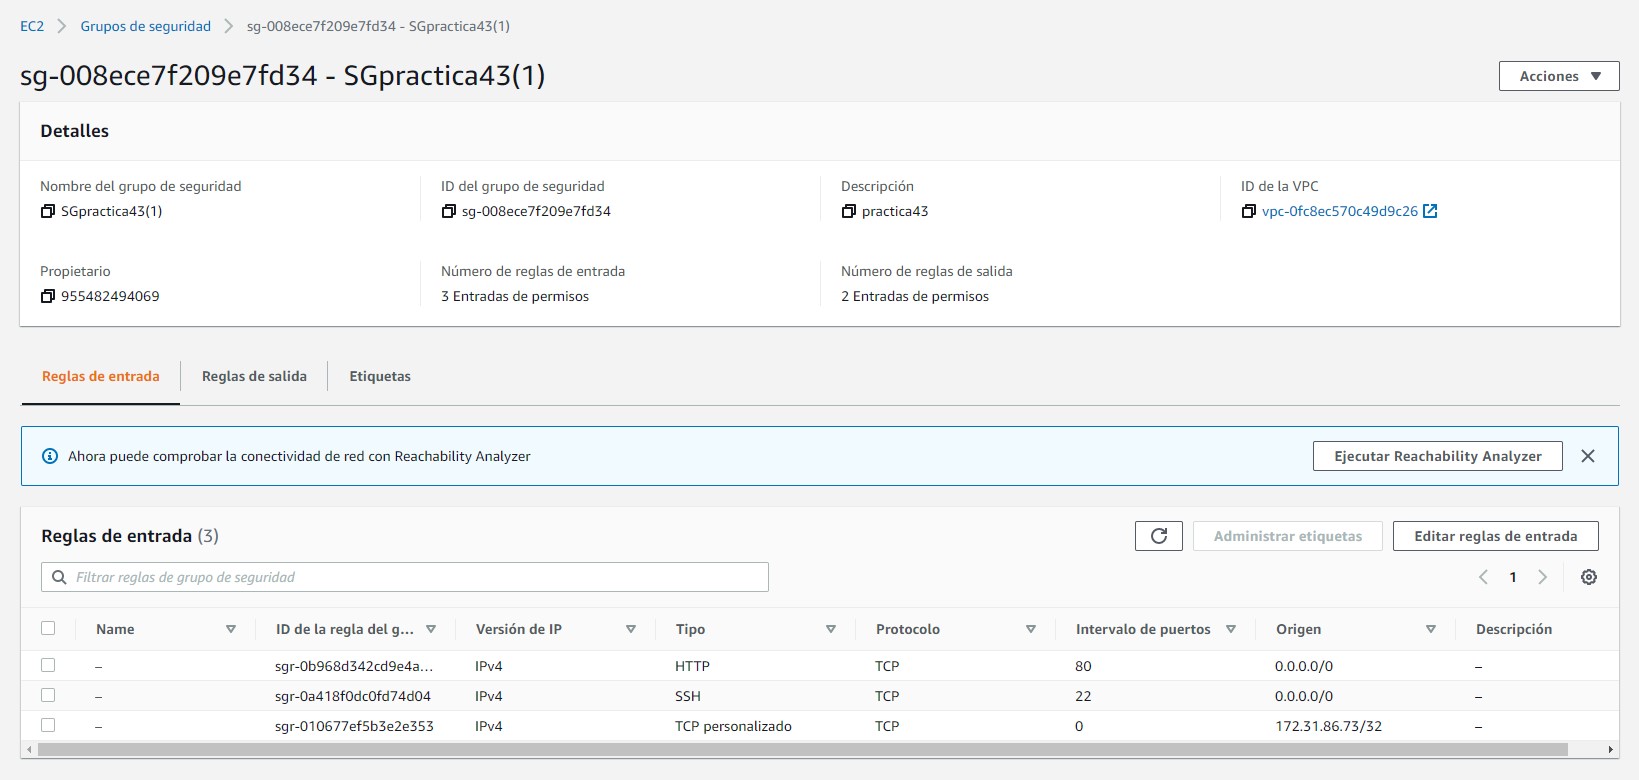 EC2 > Grupos de seguridad > sg-008ece7f209e7fd34 - SGpractica43(1)
sg-008ece7f209e7fd34 - SGpractica43(1)
Acciones
Detalles
Nombre del grupo de seguridad
SGpractica43(1)
ID del grupo de seguridad
sg-008ece7f209e7fd34
Descripción
practica43
ID de la VPC
vpc-0fc8ec570c49d9c26
Propietario
955482494069
Número de reglas de entrada
3 Entradas de permisos
Número de reglas de salida
2 Entradas de permisos
Reglas de entrada
Reglas de salida
Etiquetas
Ahora puede comprobar la conectividad de red con Reachability Analyzer
Ejecutar Reachability Analyzer
Reglas de entrada (3)
Administrar etiquetas
Editar reglas de entrada
Filtrar reglas de grupo de seguridad
1
Name ID de la regla del g... Versión de IP Tipo Protocolo Intervalo de puertos Origen Descripción
– sgr-0b968d342cd9e4a... IPv4 HTTP TCP 80 0.0.0.0/0 –
– sgr-0a418f0dc0fd74d04 IPv4 SSH TCP 22 0.0.0.0/0 –
– sgr-010677ef5b3e2e353 IPv4 TCP personalizado TCP 0 172.31.86.73/32 –